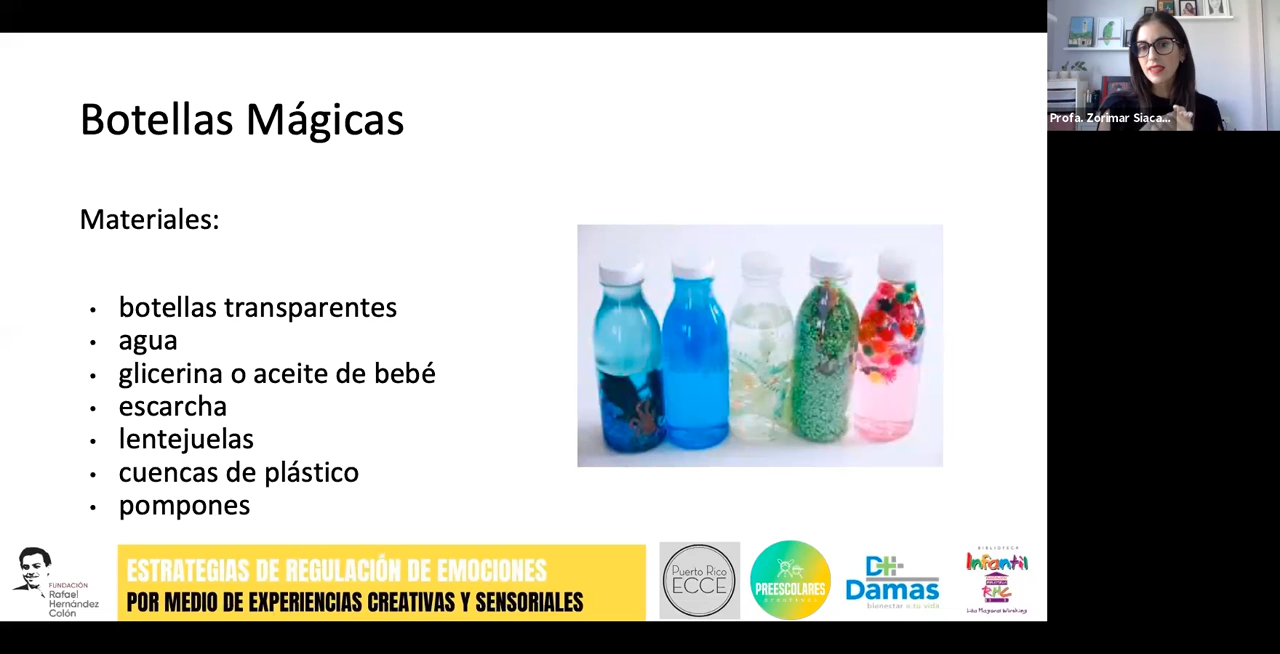 Botellas Mágicas
Profa. Zorimar Siaca...
Materiales:
• botellas transparentes
• agua
• glicerina o aceite de bebé
• escarcha
• lentejuelas
• cuencas de plástico
• pompones
FUNDACIÓN
Rafael
Hernández
Colón
ESTRATEGIAS DE REGULACIÓN DE EMOCIONES
POR MEDIO DE EXPERIENCIAS CREATIVAS Y SENSORIALES
Puerto Rico
ECCE
PREESCOLARES
Damas
bienestar a tu vida
BIBLIOTECA
Infantil
RHC